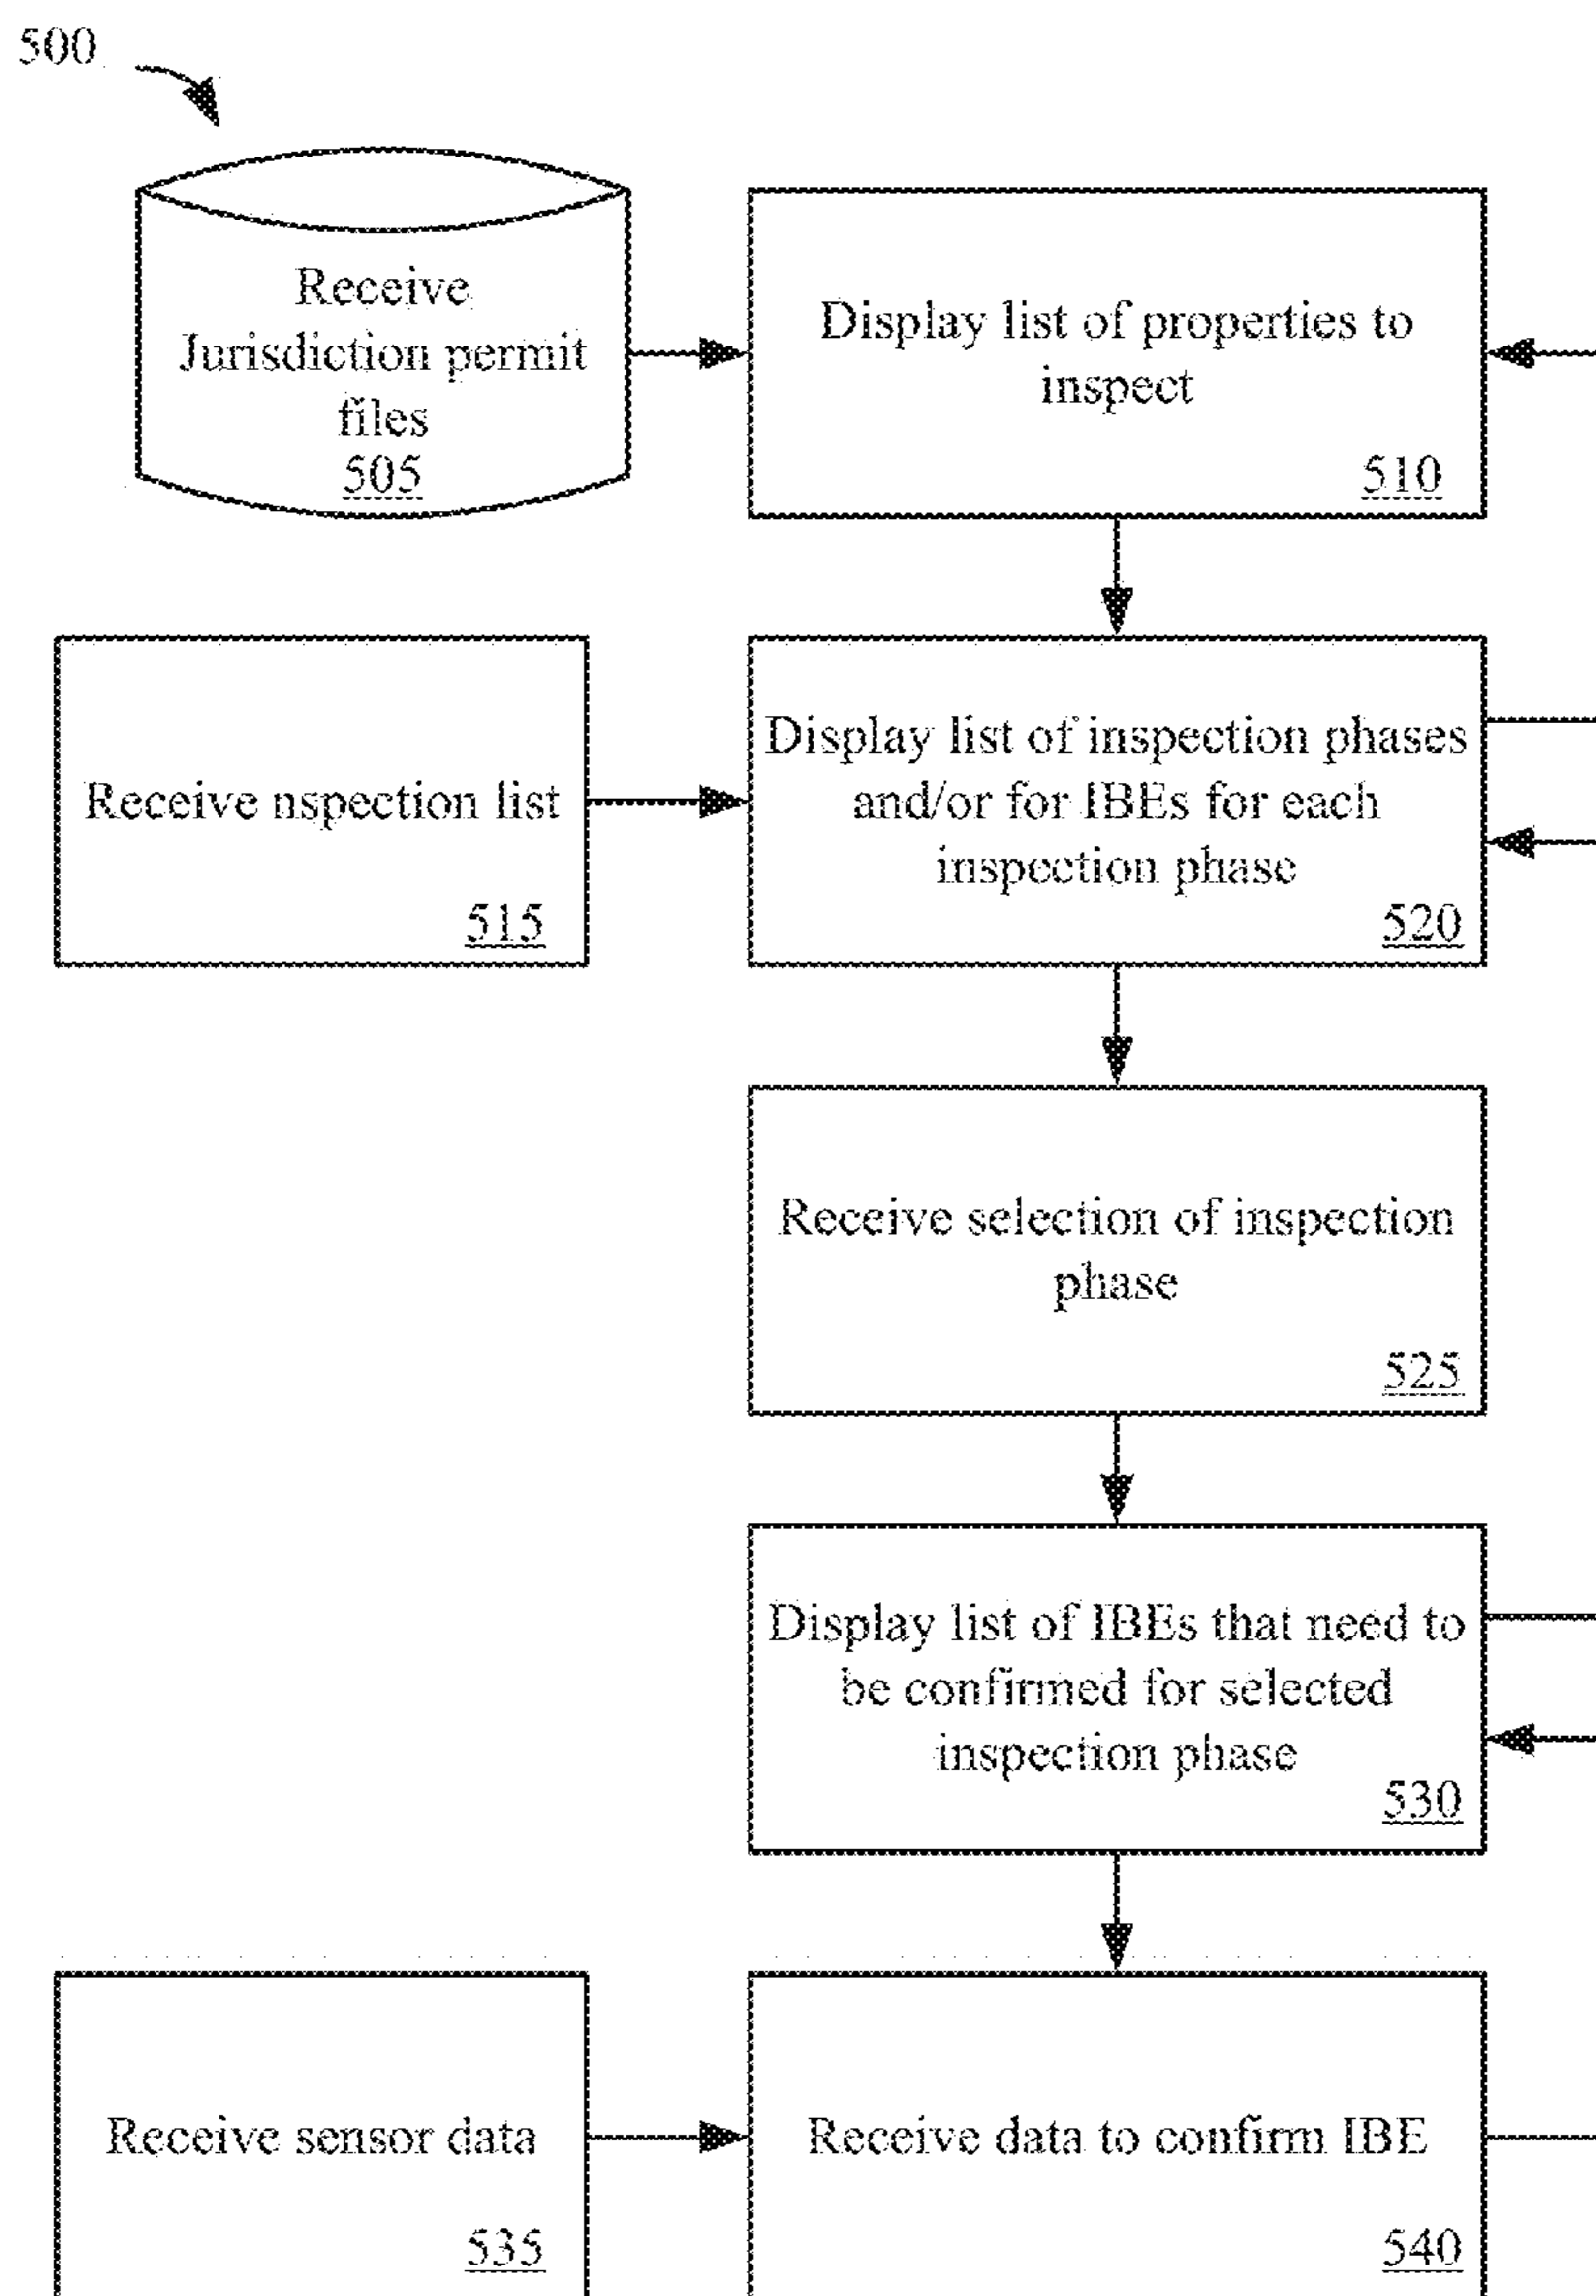 500
Receive
Jurisdiction permit
files
505
Display list of properties to
inspect
510
Receive nspection list
515
Display list of inspection phases
and/or for IBEs for each
inspection phase
520
Receive selection of inspection
phase
525
Display list of IBEs that need to
be confirmed for selected
inspection phase
530
Receive sensor data
535
Receive data to confirm IBE
540